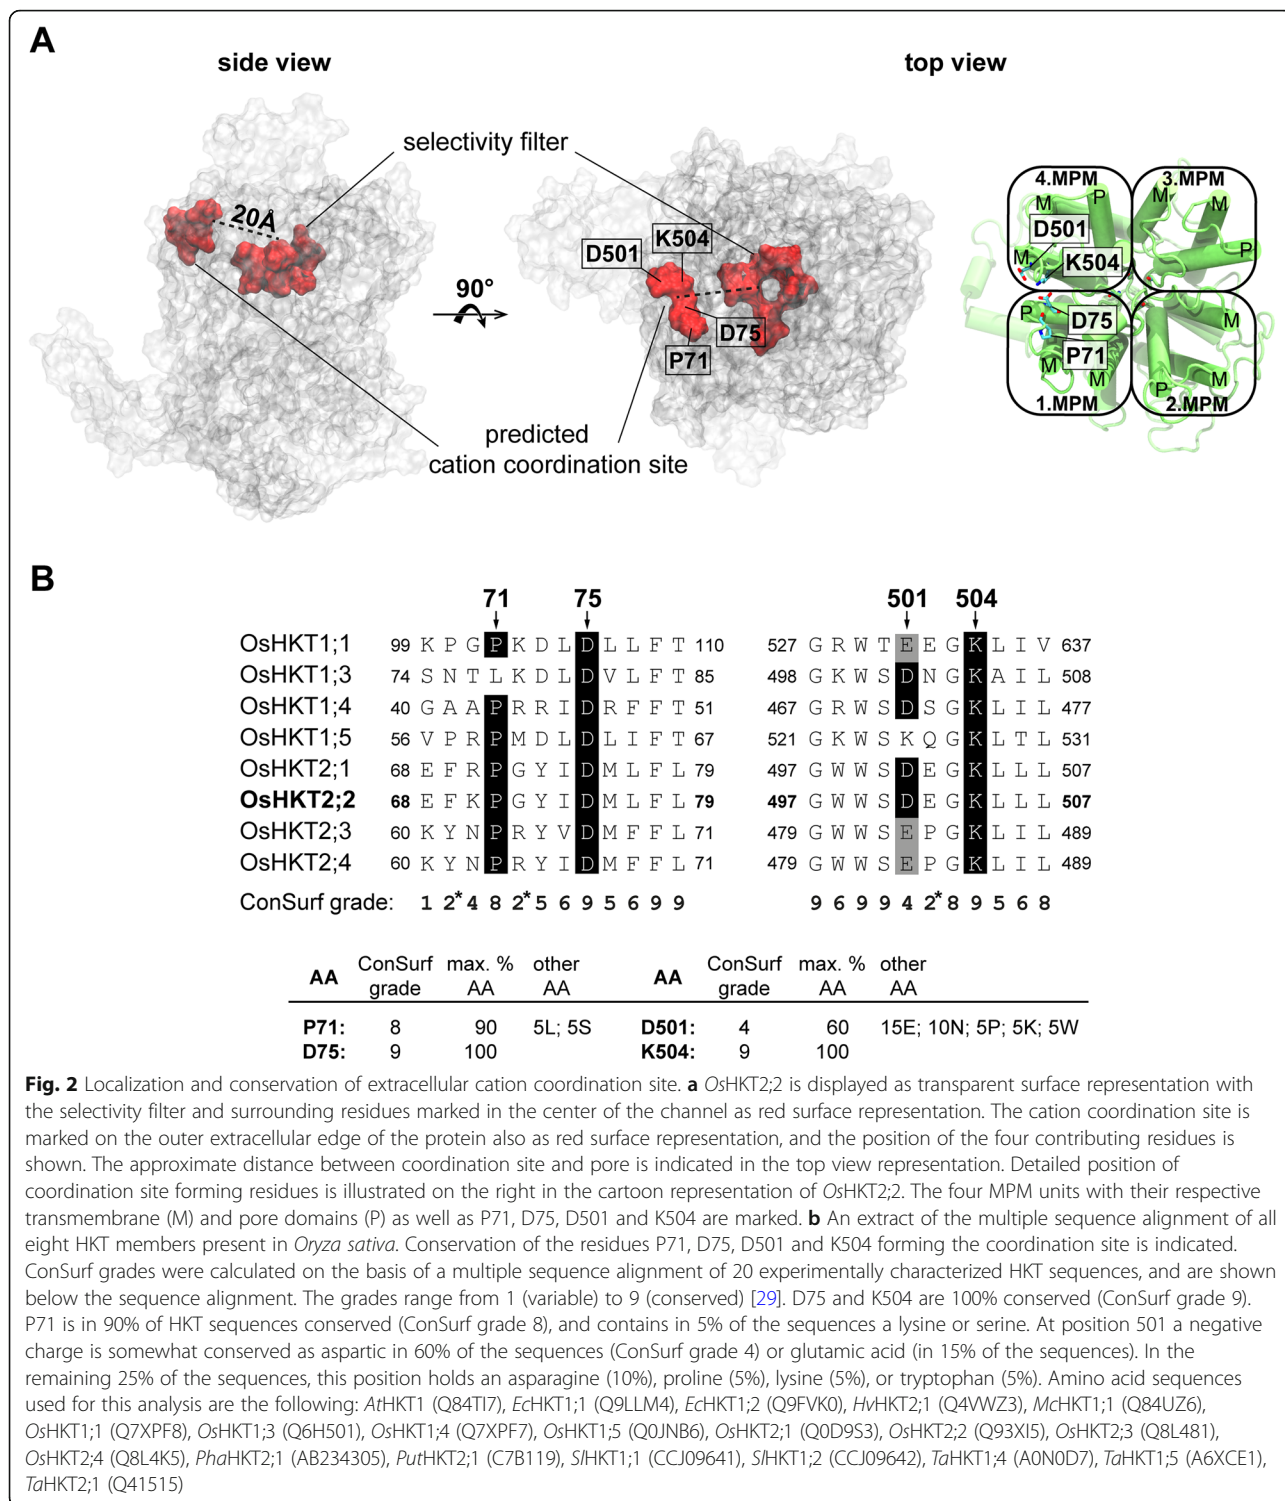 A
side view
top view
selectivity filter
20Å
90°
D501
K504
D75
P71
predicted
cation coordination site
4.MPM
3.MPM
M
P
M
M
D501
M
K504
P
P
D75
M
P71
M
M
P
M
1.MPM
2.MPM
B
71 75 501 504
OsHKT1;1 99 K P G P K D L D L L F T 110 527 G R W T E E G K L I V 637
OsHKT1;3 74 S N T L K D L D V L F T 85 498 G K W S D N G K A I L 508
OsHKT1;4 40 G A A P R R I D R F F T 51 467 G R W S D S G K L I L 477
OsHKT1;5 56 V P R P M D L D L I F T 67 521 G K W S K Q G K L T L 531
OsHKT2;1 68 E F R P G Y I D M L F L 79 497 G W W S D E G K L L L 507
OsHKT2;2 68 E F K P G Y I D M L F L 79 497 G W W S D E G K L L L 507
OsHKT2;3 60 K Y N P R Y V D M F F L 71 479 G W W S E P G K L I L 489
OsHKT2;4 60 K Y N P R Y I D M F F L 71 479 G W W S E P G K L I L 489
ConSurf grade: 1 2* 4 8 2* 5 6 9 5 6 9 9 9 6 9 9 4 2* 8 9 5 6 8
AA ConSurf grade max. % AA other AA AA ConSurf grade max. % AA other AA
P71: 8 90 5L; 5S D501: 4 60 15E; 10N; 5P; 5K; 5W
D75: 9 100 K504: 9 100
Fig. 2 Localization and conservation of extracellular cation coordination site. a OsHKT2;2 is displayed as transparent surface representation with
the selectivity filter and surrounding residues marked in the center of the channel as red surface representation. The cation coordination site is
marked on the outer extracellular edge of the protein also as red surface representation, and the position of the four contributing residues is
shown. The approximate distance between coordination site and pore is indicated in the top view representation. Detailed position of
coordination site forming residues is illustrated on the right in the cartoon representation of OsHKT2;2. The four MPM units with their respective
transmembrane (M) and pore domains (P) as well as P71, D75, D501 and K504 are marked. b An extract of the multiple sequence alignment of all
eight HKT members present in Oryza sativa. Conservation of the residues P71, D75, D501 and K504 forming the coordination site is indicated.
ConSurf grades were calculated on the basis of a multiple sequence alignment of 20 experimentally characterized HKT sequences, and are shown
below the sequence alignment. The grades range from 1 (variable) to 9 (conserved) [29]. D75 and K504 are 100% conserved (ConSurf grade 9).
P71 is in 90% of HKT sequences conserved (ConSurf grade 8), and contains in 5% of the sequences a lysine or serine. At position 501 a negative
charge is somewhat conserved as aspartic in 60% of the sequences (ConSurf grade 4) or glutamic acid (in 15% of the sequences). In the
remaining 25% of the sequences, this position holds an asparagine (10%), proline (5%), lysine (5%), or tryptophan (5%). Amino acid sequences
used for this analysis are the following: AtHKT1 (Q84TI7), EcHKT1;1 (Q9LLM4), EcHKT1;2 (Q9FVK0), HvHKT2;1 (Q4VWZ3), McHKT1;1 (Q84UZ6),
OsHKT1;1 (Q7XPF8), OsHKT1;3 (Q6H501), OsHKT1;4 (Q7XPF7), OsHKT1;5 (Q0JNB6), OsHKT2;1 (Q0D9S3), OsHKT2;2 (Q93XI5), OsHKT2;3 (Q8L481),
OsHKT2;4 (Q8L4K5), PhaHKT2;1 (AB234305), PutHKT2;1 (C7B119), SlHKT1;1 (CCJ09641), SlHKT1;2 (CCJ09642), TaHKT1;4 (A0N0D7), TaHKT1;5 (A6XCE1),
TaHKT2;1 (Q41515)